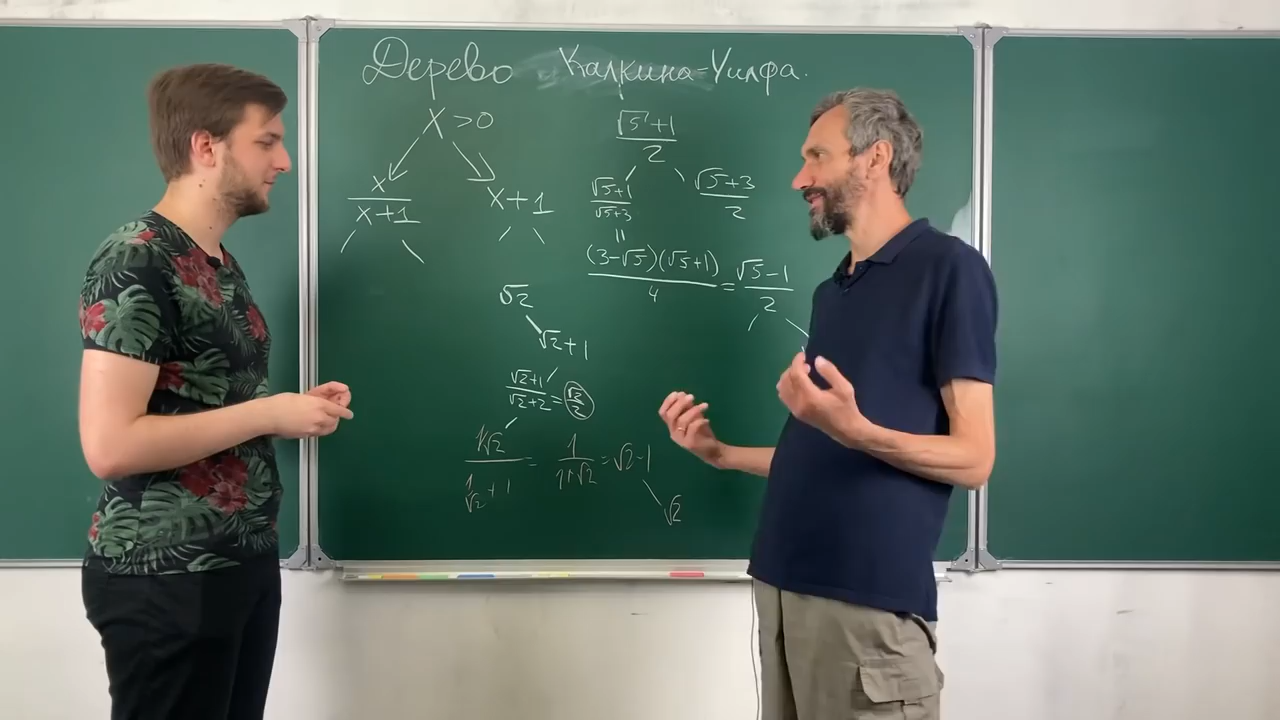 Дерево Калкина-Уилфа.
x > 0
x / x+1
x+1
√5+1 / 2
√5+1 / √5+3
√5+3 / 2
=
(3-√5)(√5+1) / 4 = √5-1 / 2
√2
√2+1
√2+1 / √2+2 = √2 / 2
1/√2 / 1/√2 + 1 = 1 / 1+√2 = √2-1
√2